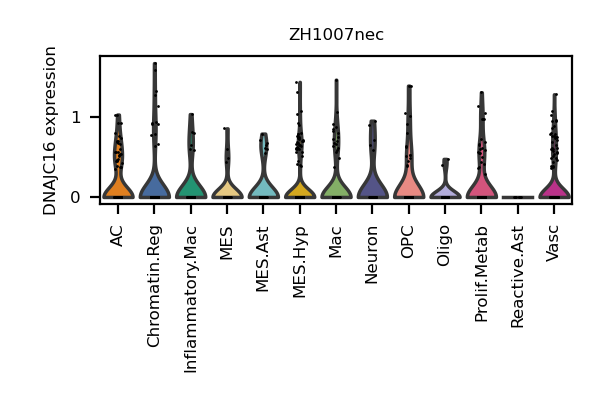 ZH1007nec
DNAJC16 expression
1
0
AC
Chromatin.Reg
Inflammatory.Mac
MES
MES.Ast
MES.Hyp
Mac
Neuron
OPC
Oligo
Prolif.Metab
Reactive.Ast
Vasc